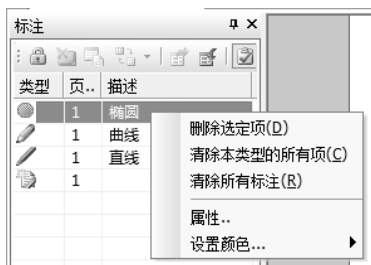 标注
类型 页.. 描述
1 椭圆
1 曲线
1 直线
1
删除选定项(D)
清除本类型的所有项(C)
清除所有标注(R)
属性..
设置颜色...